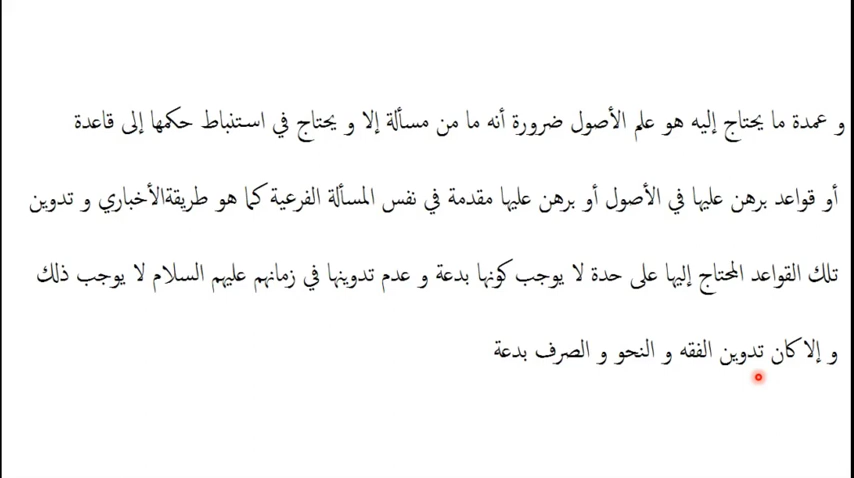 و عمدة ما يحتاج إليه هو علم الأصول ضرورة أنه ما من مسألة إلا و يحتاج في استنباط حكمها إلى قاعدة
أو قواعد برهن عليها في الأصول أو برهن عليها مقدمة في نفس المسألة الفرعية كما هو طريقةالأخباري و تدوين
تلك القواعد المحتاج إليها على حدة لا يوجب كونها بدعة و عدم تدوينها في زمانهم عليهم السلام لا يوجب ذلك
و إلا كان تدوين الفقه و النحو و الصرف بدعة